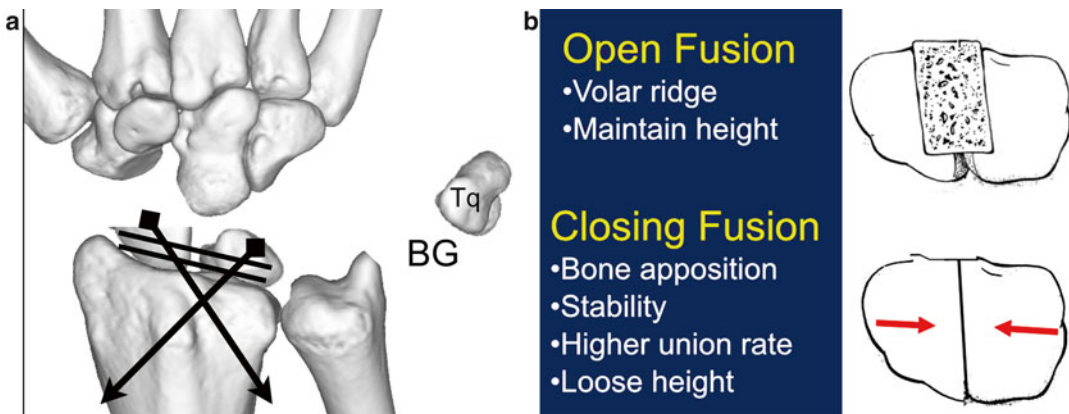 a
Tq
BG
b
Open Fusion
•Volar ridge
•Maintain height
Closing Fusion
•Bone apposition
•Stability
•Higher union rate
•Loose height